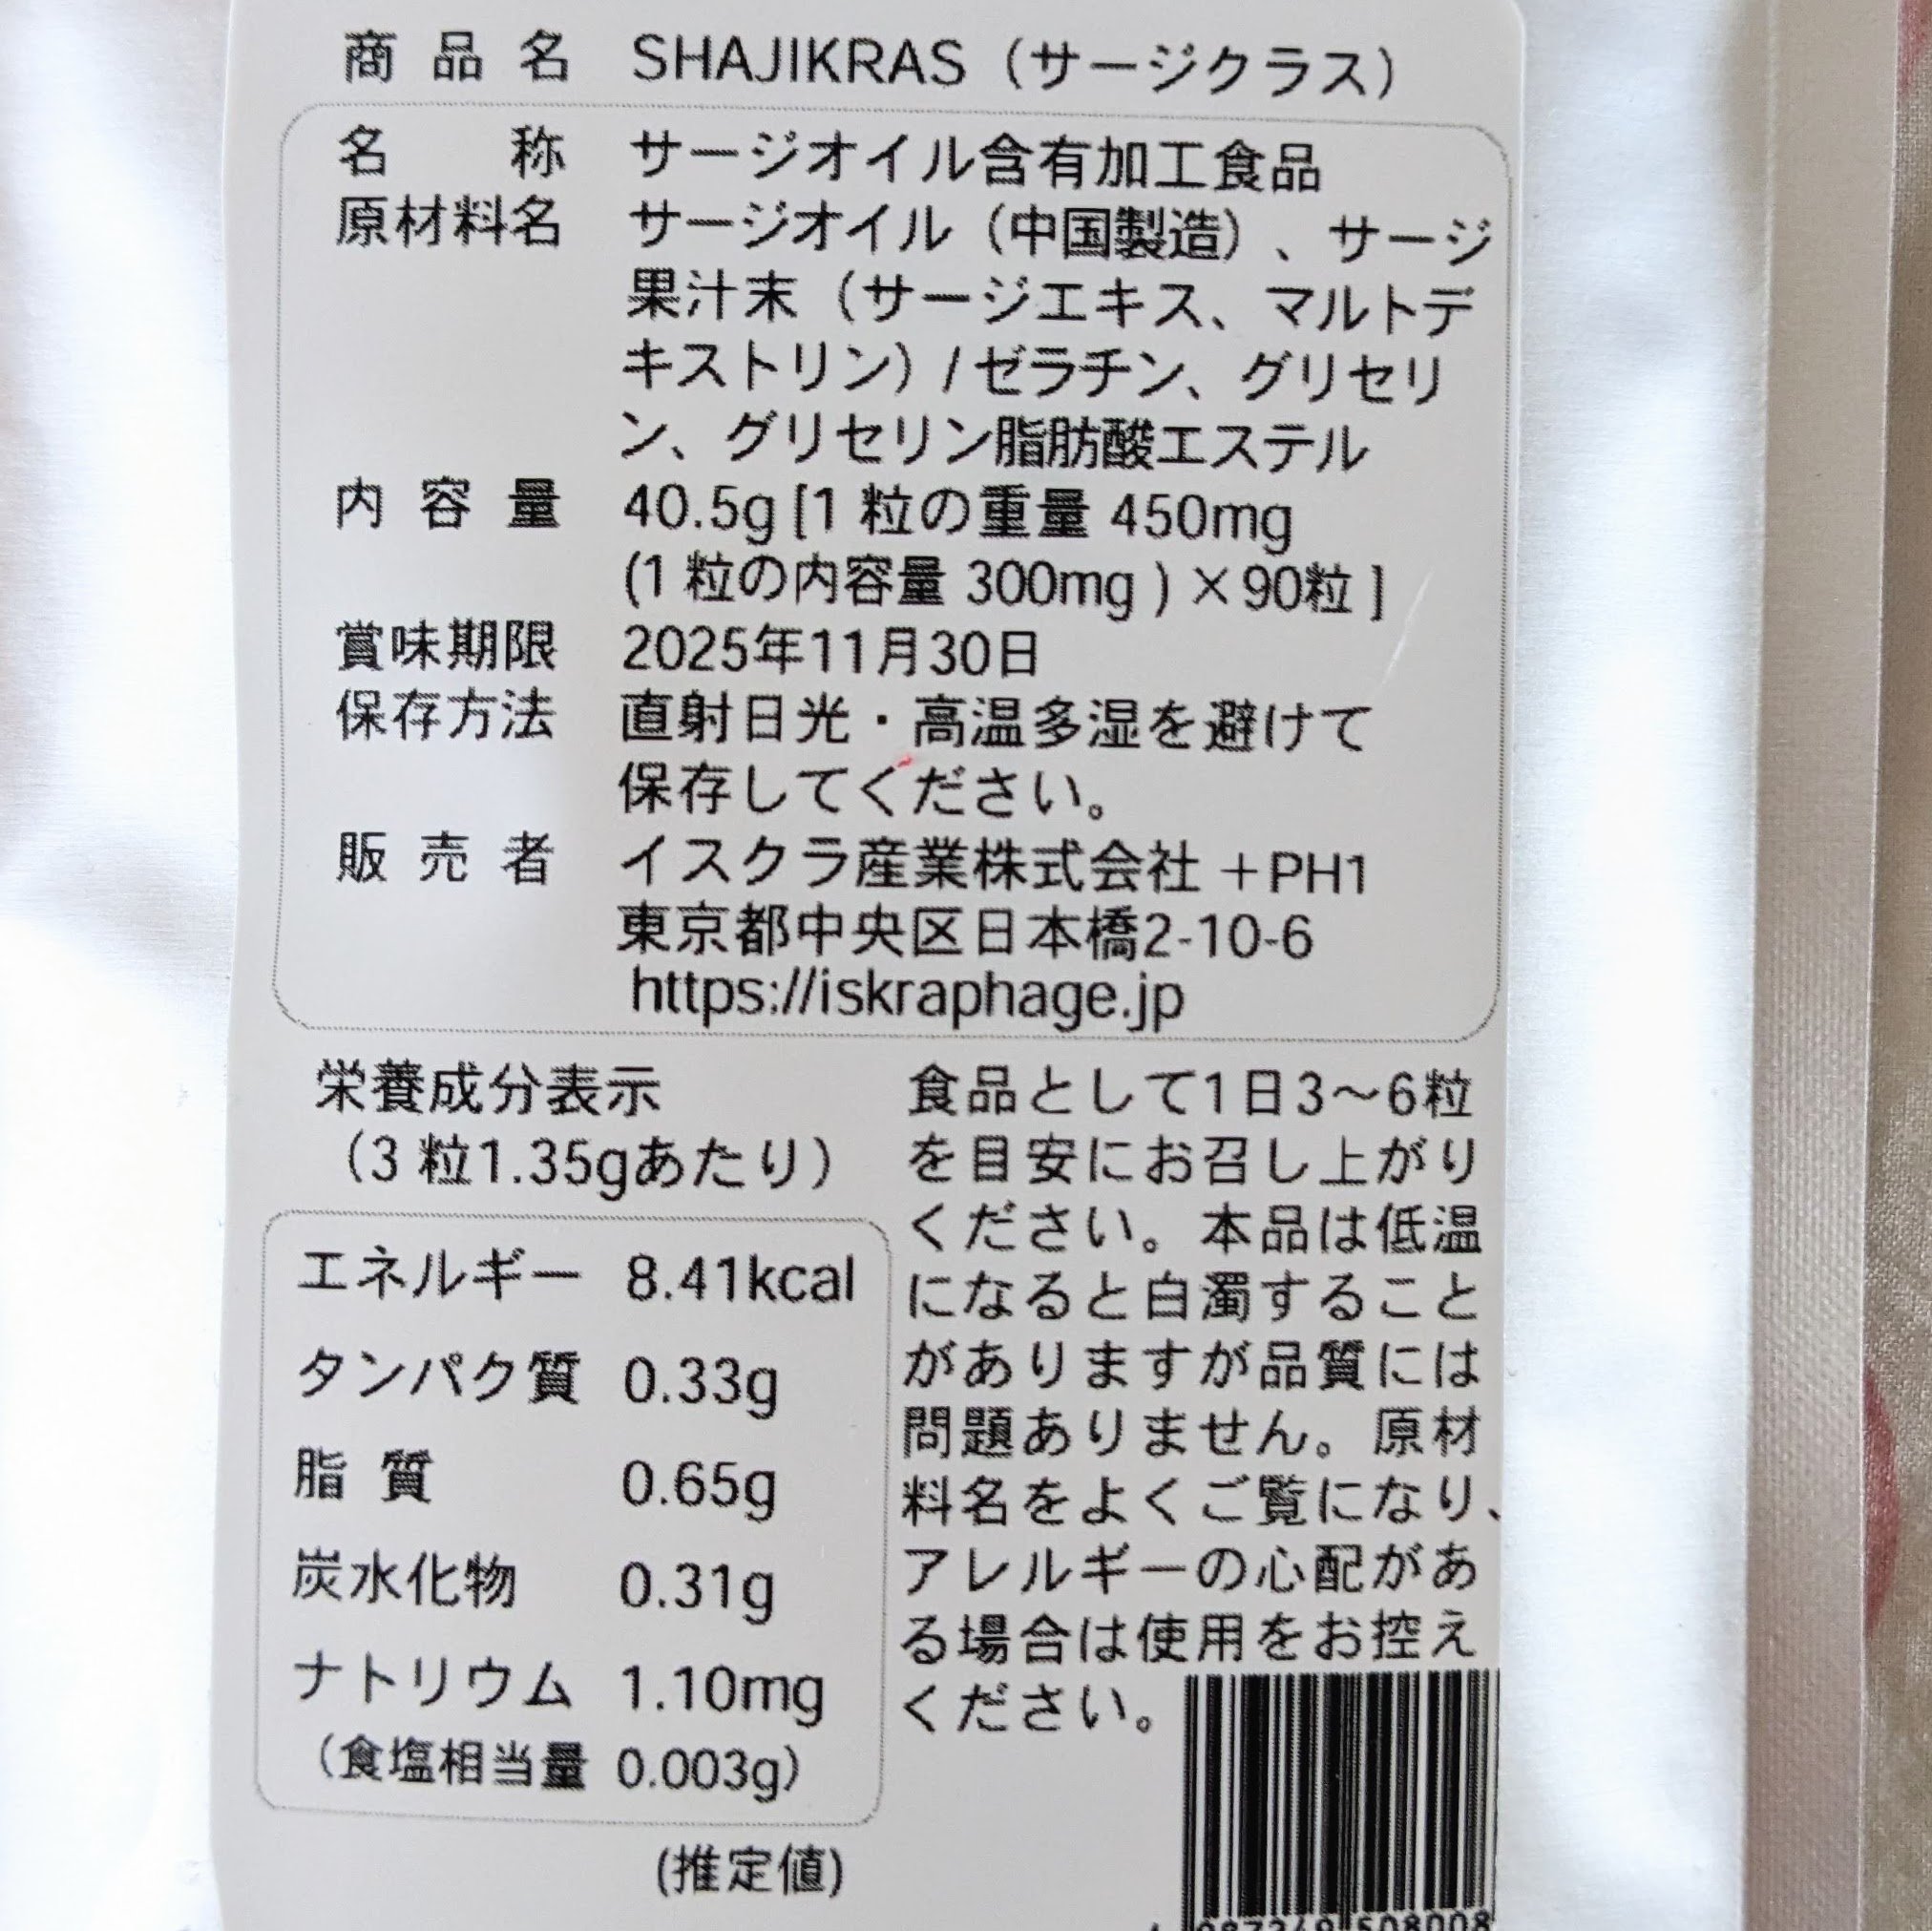 商品名 SHAJIKRAS（サージクラス）
名称 サージオイル含有加工食品
原材料名 サージオイル（中国製造）、サージ
果汁末（サージエキス、マルトデ
キストリン）/ ゼラチン、グリセリ
ン、グリセリン脂肪酸エステル
内容量 40.5g [1 粒の重量 450mg
(1 粒の内容量 300mg ) ×90粒 ]
賞味期限 2025年11月30日
保存方法 直射日光・高温多湿を避けて
保存してください。
販売者 イスクラ産業株式会社 +PH1
東京都中央区日本橋2-10-6
https://iskraphage.jp
栄養成分表示
（3 粒1.35gあたり）
エネルギー 8.41kcal
タンパク質 0.33g
脂質 0.65g
炭水化物 0.31g
ナトリウム 1.10mg
（食塩相当量 0.003g）
(推定値)
食品として1日3〜6粒
を目安にお召し上がり
ください。本品は低温
になると白濁すること
がありますが品質には
問題ありません。原材
料名をよくご覧になり、
アレルギーの心配があ
る場合は使用をお控え
ください。